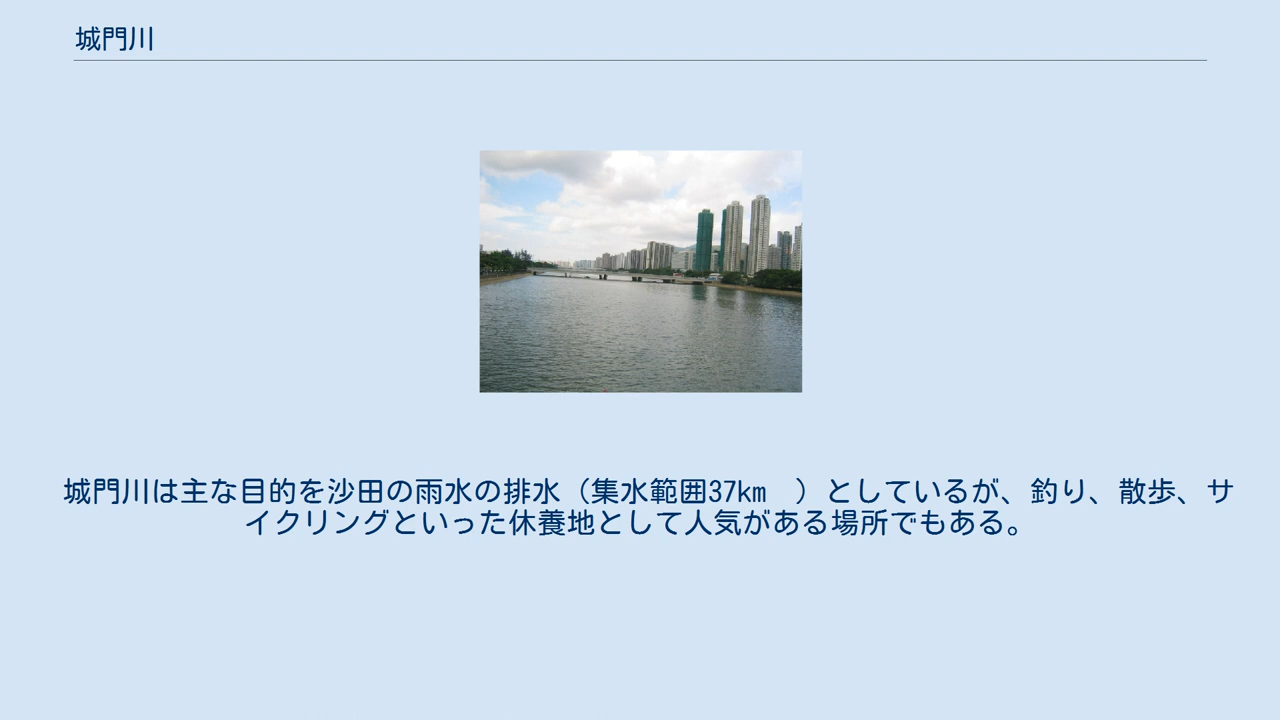 城門川
城門川は主な目的を沙田の雨水の排水（集水範囲37km　）としているが、釣り、散歩、サ
イクリングといった休養地として人気がある場所でもある。